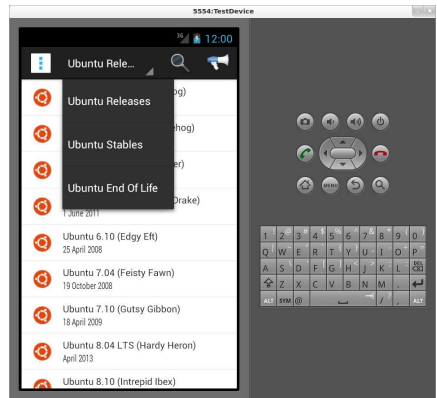 5554:TestDevice
3G 12:00
Ubuntu Rele...
og)
Ubuntu Releases
hog)
Ubuntu Stables
er)
Ubuntu End Of Life
Drake)
1 June 2011
Ubuntu 6.10 (Edgy Eft)
25 April 2008
Ubuntu 7.04 (Feisty Fawn)
19 October 2008
Ubuntu 7.10 (Gutsy Gibbon)
18 April 2009
Ubuntu 8.04 LTS (Hardy Heron)
April 2013
Ubuntu 8.10 (Intrepid Ibex)
MENU
1 2 @ 3 # 4 $ 5 % 6 ^ 7 & 8 * 9 ( 0 )
Q W E R T Y U I O P
A S D F G H J K L DEL
Z X C V B N M .
ALT SYM @ / , ALT